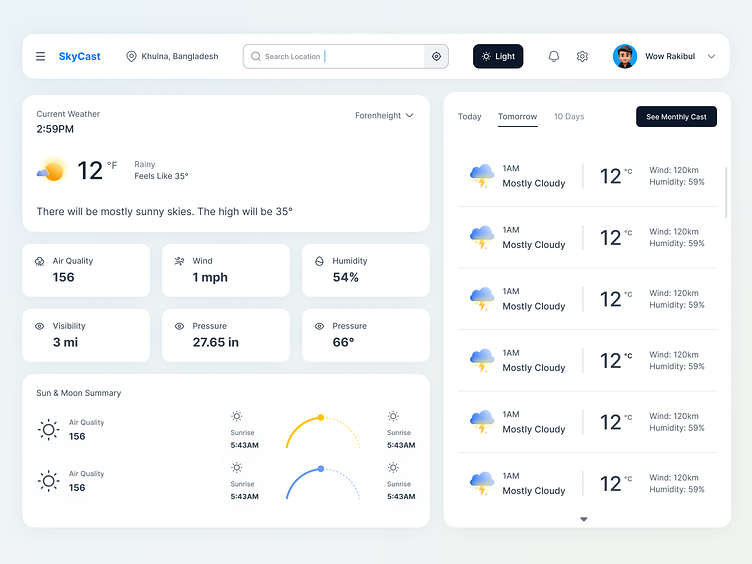 SkyCast
Khulna, Bangladesh
Search Location
Light
Wow Rakibul
Current Weather
2:59PM
Forenheight
12 °F
Rainy
Feels Like 35°
There will be mostly sunny skies. The high will be 35°
Air Quality
156
Wind
1 mph
Humidity
54%
Visibility
3 mi
Pressure
27.65 in
Pressure
66°
Sun & Moon Summary
Air Quality
156
Sunrise
5:43AM
Sunrise
5:43AM
Air Quality
156
Sunrise
5:43AM
Sunrise
5:43AM
Today
Tomorrow
10 Days
See Monthly Cast
1AM
Mostly Cloudy
12 °C
Wind: 120km
Humidity: 59%
1AM
Mostly Cloudy
12 °C
Wind: 120km
Humidity: 59%
1AM
Mostly Cloudy
12 °C
Wind: 120km
Humidity: 59%
1AM
Mostly Cloudy
12 °C
Wind: 120km
Humidity: 59%
1AM
Mostly Cloudy
12 °C
Wind: 120km
Humidity: 59%
1AM
Mostly Cloudy
12 °C
Wind: 120km
Humidity: 59%